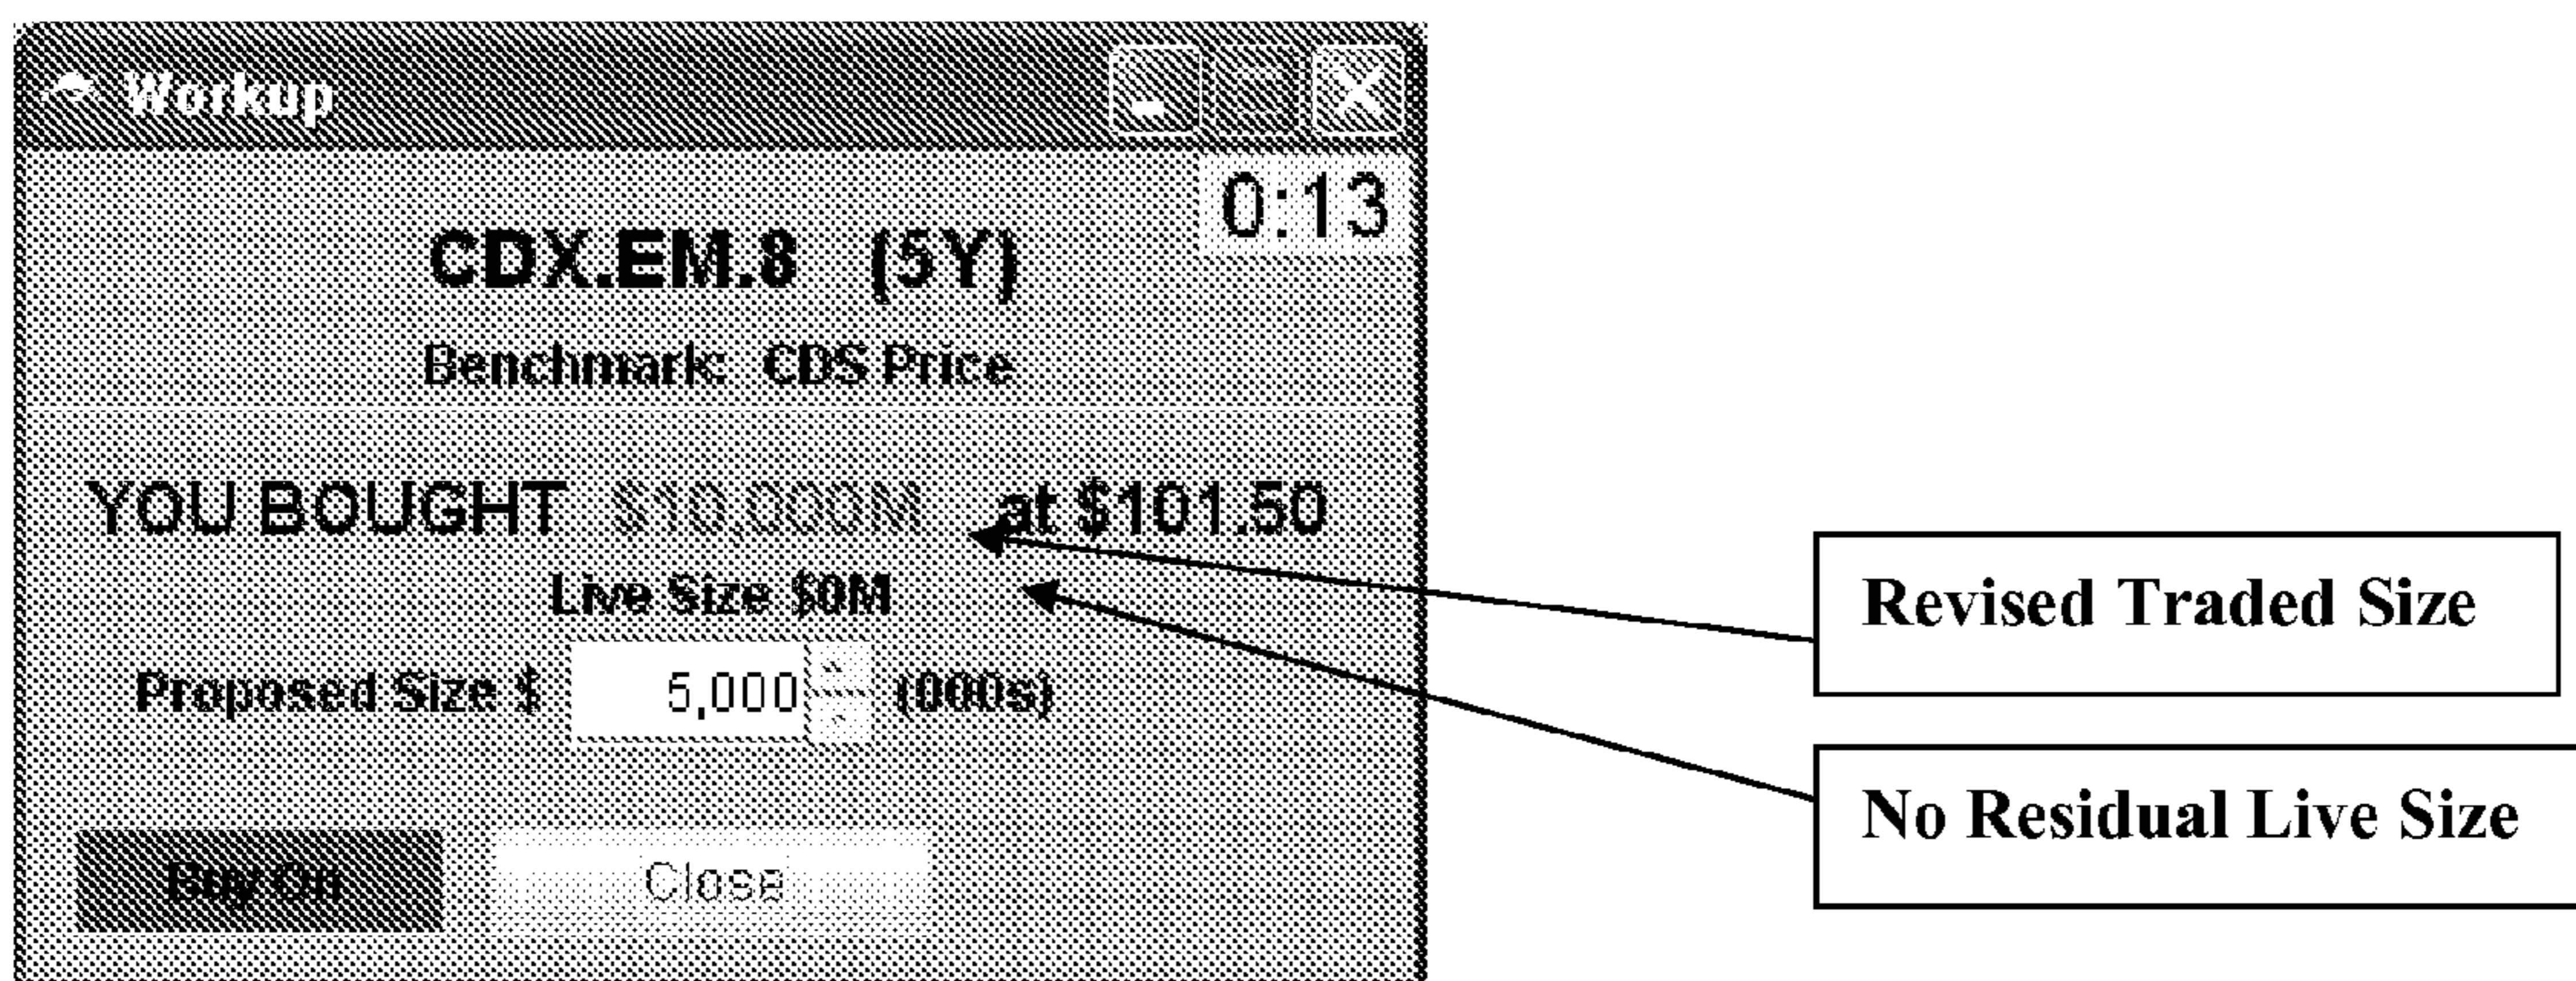 Workup
0:13
CDX.EM.8 (5Y)
Benchmark: CDS Price
YOU BOUGHT $10,000M at $101.50
Live Size $0M
Proposed Size $ 5,000 (000s)
Buy On Close
Revised Traded Size
No Residual Live Size